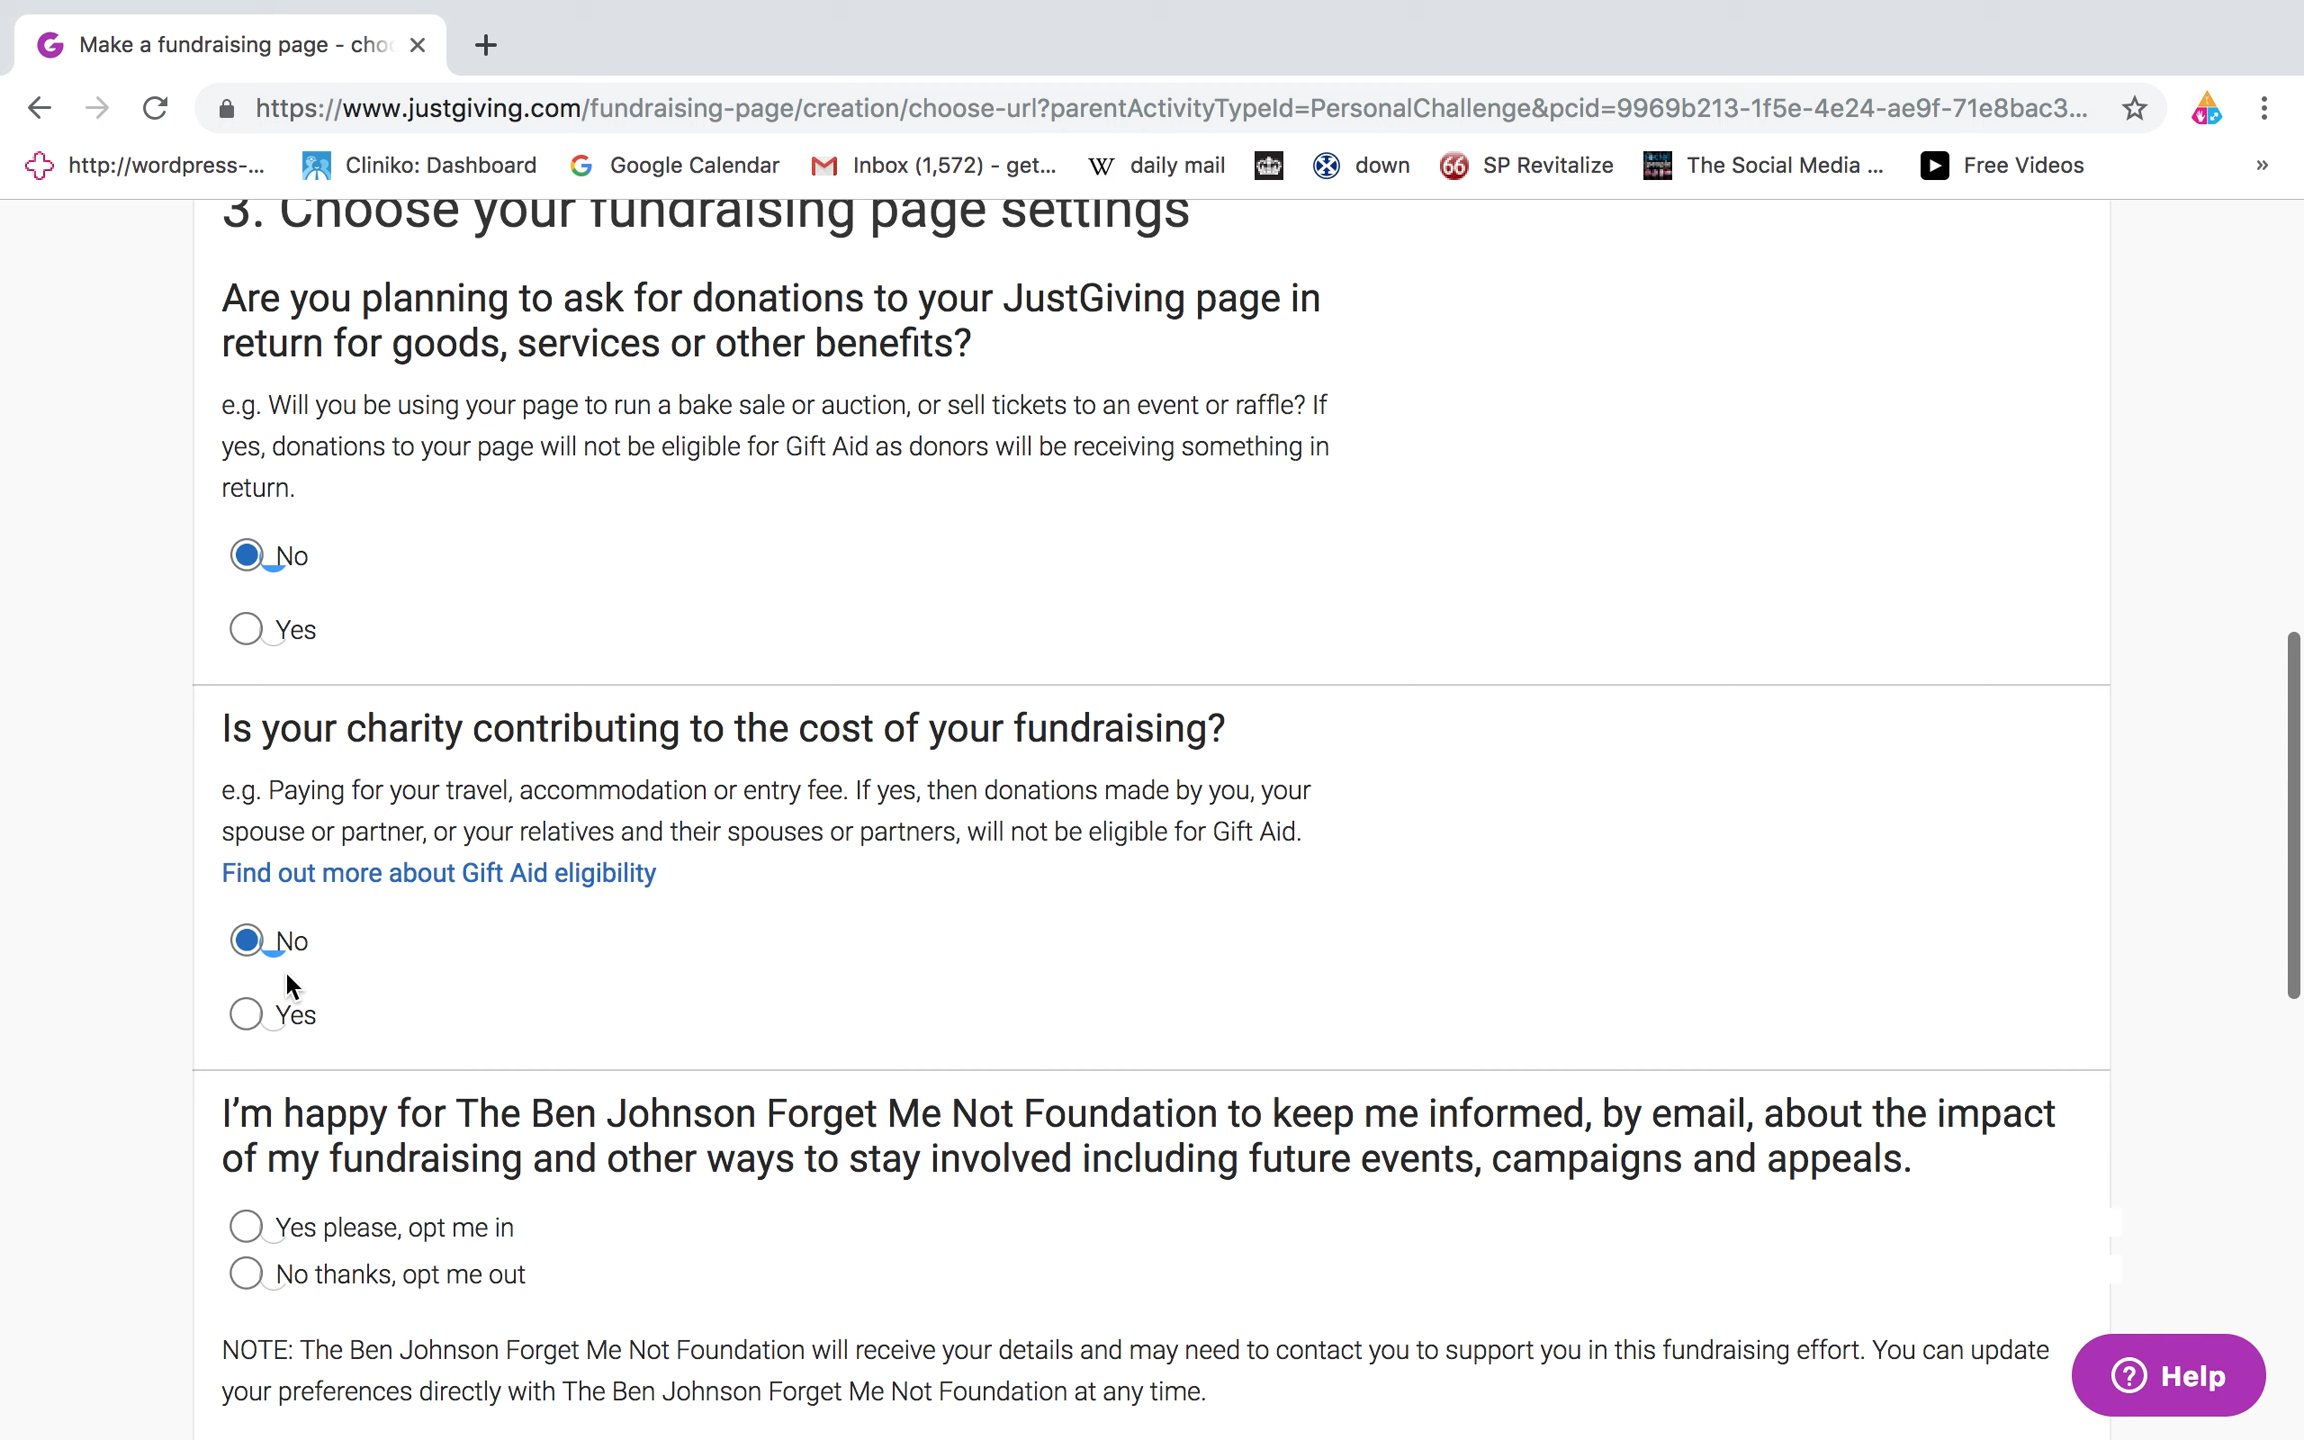 Make a fundraising page - cho
https://www.justgiving.com/fundraising-page/creation/choose-url?parentActivityTypeId=PersonalChallenge&pcid=9969b213-1f5e-4e24-ae9f-71e8bac3...
http://wordpress-... Cliniko: Dashboard Google Calendar Inbox (1,572) - get... W daily mail down 66 SP Revitalize The Social Media ... Free Videos »
3. Choose your fundraising page settings
Are you planning to ask for donations to your JustGiving page in
return for goods, services or other benefits?
e.g. Will you be using your page to run a bake sale or auction, or sell tickets to an event or raffle? If
yes, donations to your page will not be eligible for Gift Aid as donors will be receiving something in
return.
No
Yes
Is your charity contributing to the cost of your fundraising?
e.g. Paying for your travel, accommodation or entry fee. If yes, then donations made by you, your
spouse or partner, or your relatives and their spouses or partners, will not be eligible for Gift Aid.
Find out more about Gift Aid eligibility
No
Yes
I'm happy for The Ben Johnson Forget Me Not Foundation to keep me informed, by email, about the impact
of my fundraising and other ways to stay involved including future events, campaigns and appeals.
Yes please, opt me in
No thanks, opt me out
NOTE: The Ben Johnson Forget Me Not Foundation will receive your details and may need to contact you to support you in this fundraising effort. You can update
your preferences directly with The Ben Johnson Forget Me Not Foundation at any time.
? Help